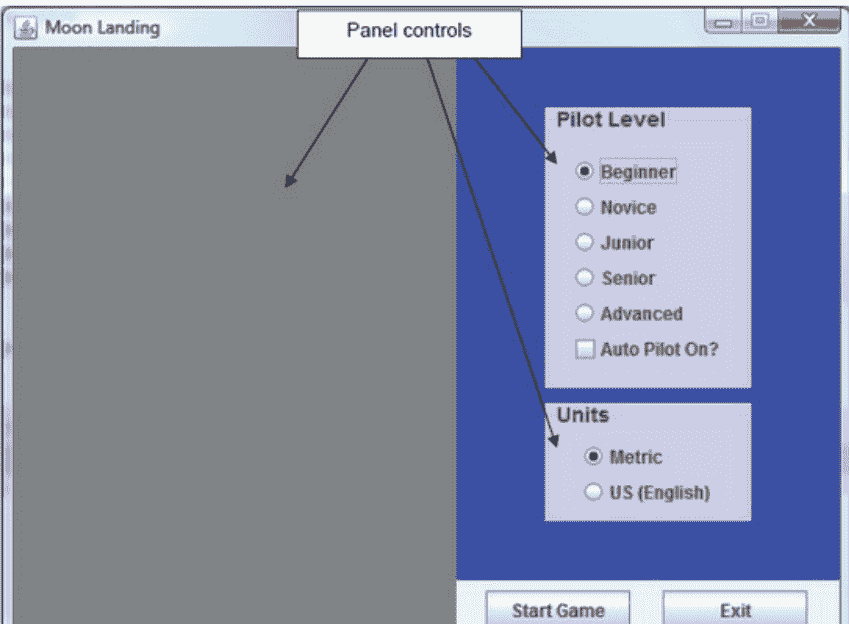 Moon Landing
Panel controls
Pilot Level
Beginner
Novice
Junior
Senior
Advanced
Auto Pilot On?
Units
Metric
US (English)
Start Game
Exit